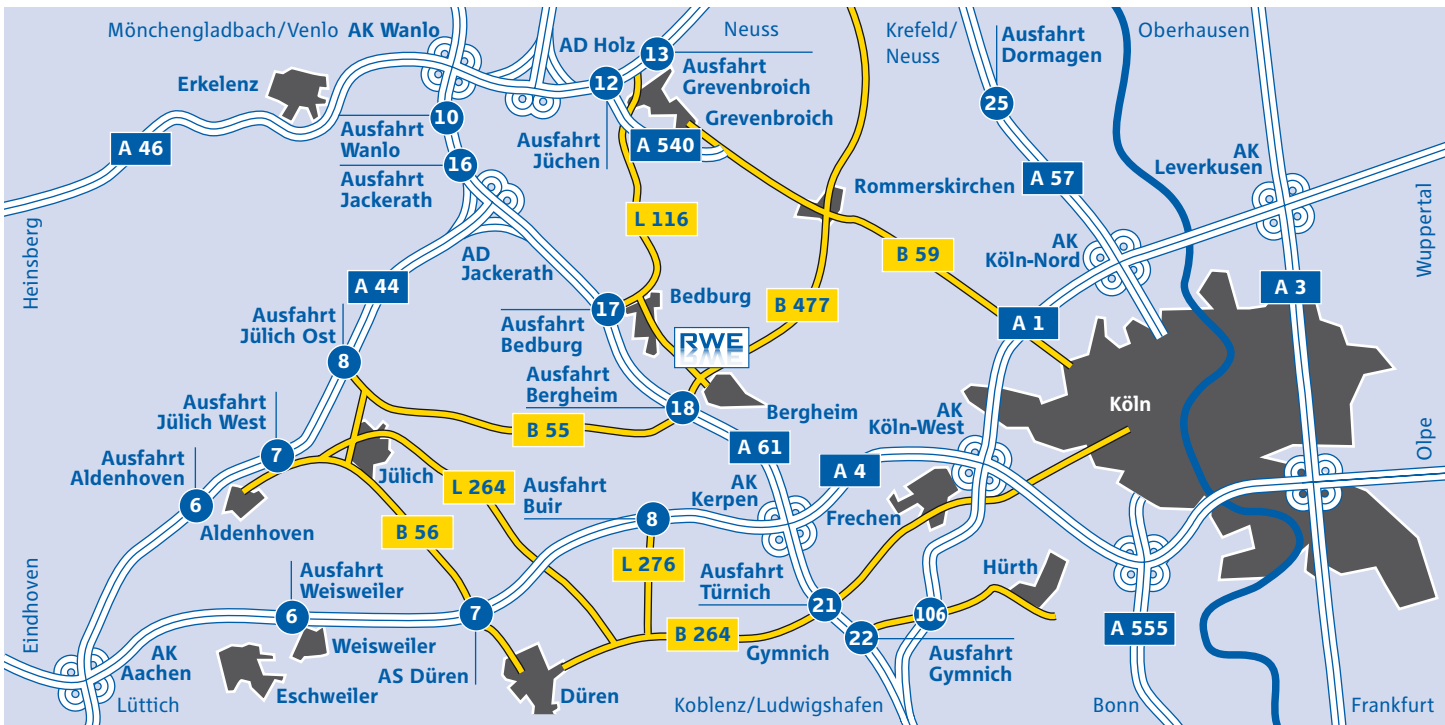 Mönchengladbach/Venlo AK Wanlo
Erkelenz
A 46
Heinsberg
10
Ausfahrt
Wanlo
16
Ausfahrt
Jackerath
AD
Jackerath
AD Holz
13
Ausfahrt
Grevenbroich
Neuss
12
Ausfahrt
Jüchen
A 540
Grevenbroich
L 116
Krefeld/
Neuss
Ausfahrt
Dormagen
25
Oberhausen
A 57
Rommerskirchen
B 59
AK
Leverkusen
AK
Köln-Nord
Wuppertal
A 3
A 1
A 44
Ausfahrt
Jülich Ost
8
17
Ausfahrt
Bedburg
Bedburg
RWE
B 477
Ausfahrt
Bergheim
18
Bergheim
B 55
A 61
Ausfahrt
Jülich West
7
Ausfahrt
Aldenhoven
6
Aldenhoven
Jülich
L 264
B 56
Ausfahrt
Buir
8
L 276
AK
Kerpen
A 4
AK
Köln-West
Köln
Olpe
Frechen
Hürth
Eindhoven
Ausfahrt
Weisweiler
6
Weisweiler
AK
Aachen
Lüttich
Eschweiler
7
AS Düren
Düren
B 264
Ausfahrt
Türnich
21
22
Gymnich
106
Ausfahrt
Gymnich
A 555
Koblenz/Ludwigshafen
Bonn
Frankfurt